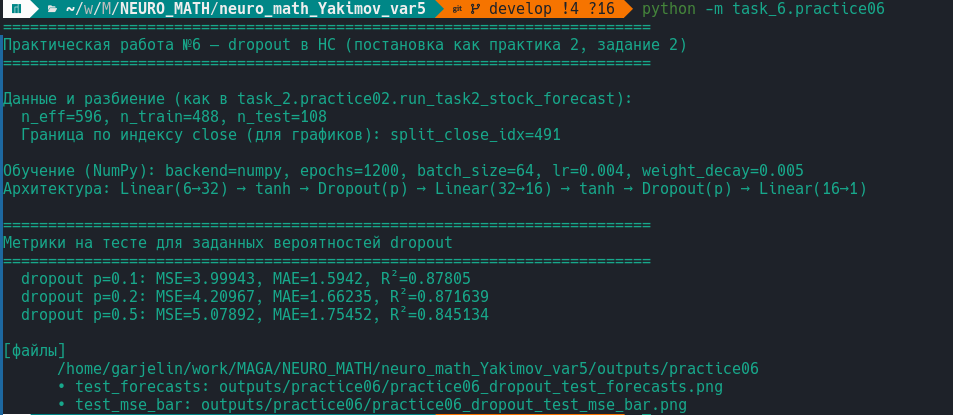 ~/w/M/NEURO_MATH/neuro_math_Yakimov_var5 git develop !4 ?16 python -m task_6.practice06
========================================================================
Практическая работа №6 — dropout в НС (постановка как практика 2, задание 2)
========================================================================
Данные и разбиение (как в task_2.practice02.run_task2_stock_forecast):
n_eff=596, n_train=488, n_test=108
Граница по индексу close (для графиков): split_close_idx=491
Обучение (NumPy): backend=numpy, epochs=1200, batch_size=64, lr=0.004, weight_decay=0.005
Архитектура: Linear(6→32) → tanh → Dropout(p) → Linear(32→16) → tanh → Dropout(p) → Linear(16→1)
========================================================================
Метрики на тесте для заданных вероятностей dropout
========================================================================
dropout p=0.1: MSE=3.99943, MAE=1.5942, R²=0.87805
dropout p=0.2: MSE=4.20967, MAE=1.66235, R²=0.871639
dropout p=0.5: MSE=5.07892, MAE=1.75452, R²=0.845134
[файлы]
/home/garjelin/work/MAGA/NEURO_MATH/neuro_math_Yakimov_var5/outputs/practice06
• test_forecasts: outputs/practice06/practice06_dropout_test_forecasts.png
• test_mse_bar: outputs/practice06/practice06_dropout_test_mse_bar.png